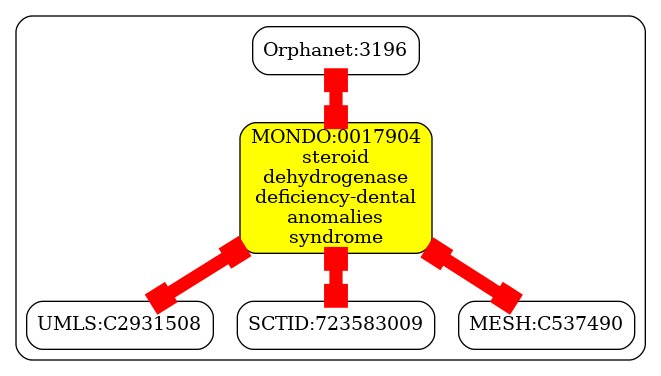 Orphanet:3196
MONDO:0017904
steroid
dehydrogenase
deficiency-dental
anomalies
syndrome
UMLS:C2931508
SCTID:723583009
MESH:C537490